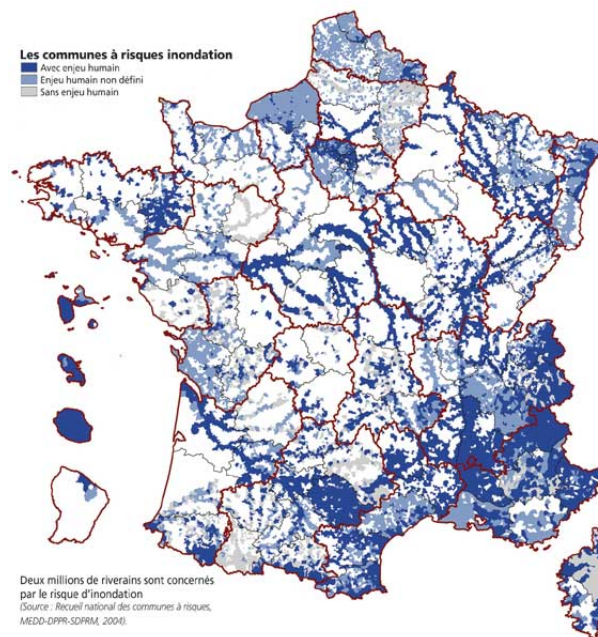 Les communes à risques inondation
Avec enjeu humain
Enjeu humain non défini
Sans enjeu humain
Deux millions de riverains sont concernés
par le risque d'inondation
(Source : Recueil national des communes à risques,
MEDD-DPPR-SDPRM, 2004).